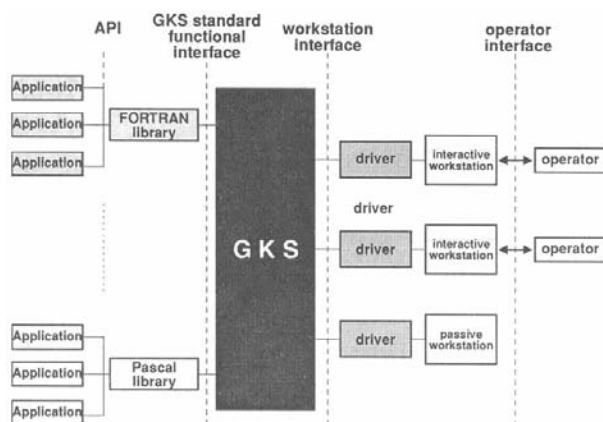 API
GKS standard
functional interface
workstation
interface
operator
interface
Application
Application
Application
FORTRAN
library
GKS
driver
interactive
workstation
operator
driver
driver
interactive
workstation
operator
driver
passive
workstation
Application
Application
Application
Pascal
library